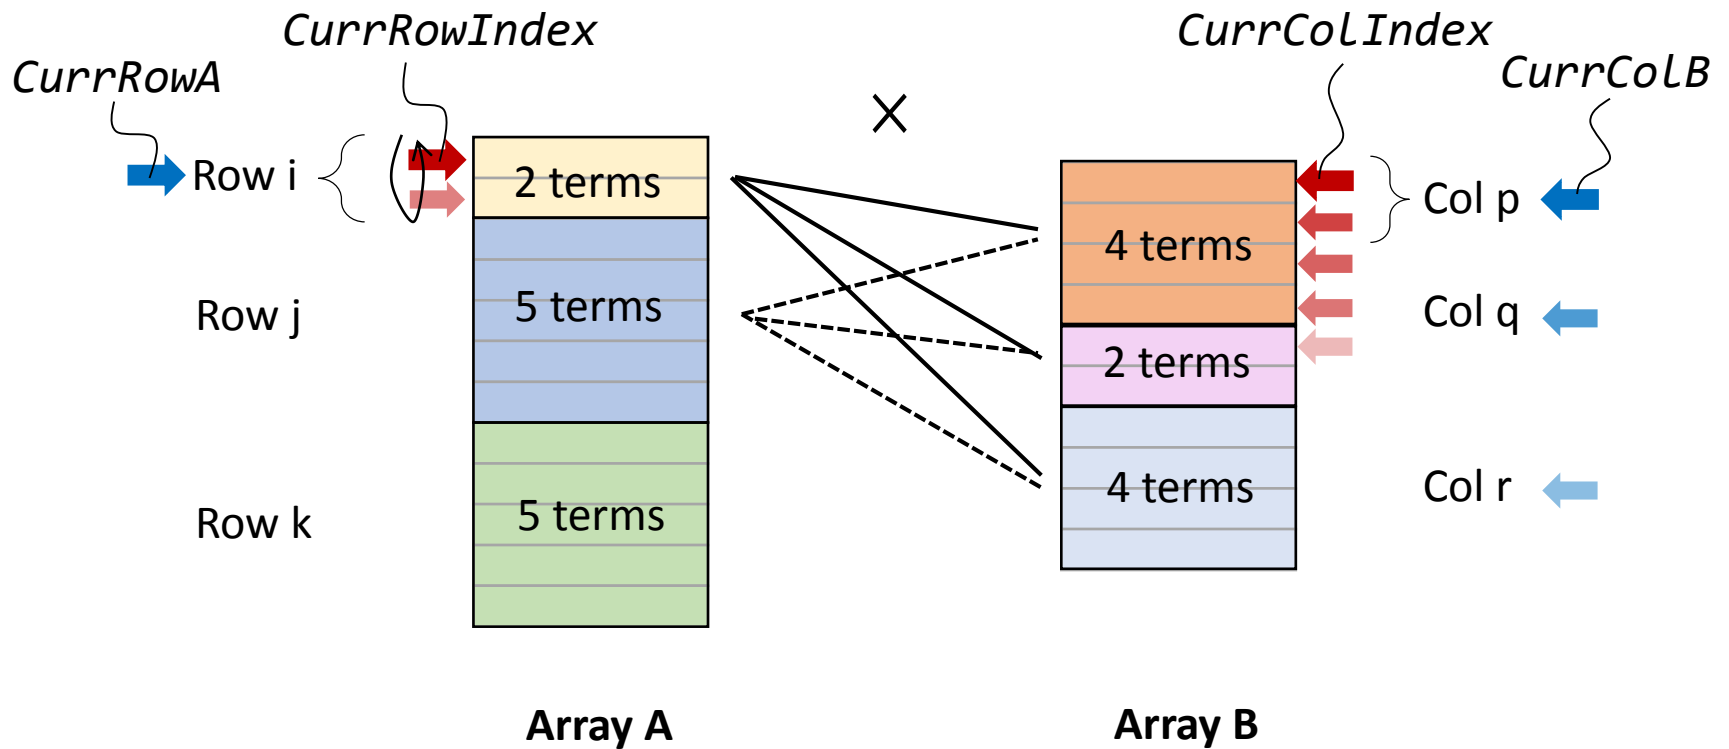 CurrRowIndex
CurrColIndex
CurrRowA
CurrColB
×
Row i
2 terms
Col p
4 terms
Row j
5 terms
Col q
2 terms
Row k
5 terms
4 terms
Col r
Array A
Array B